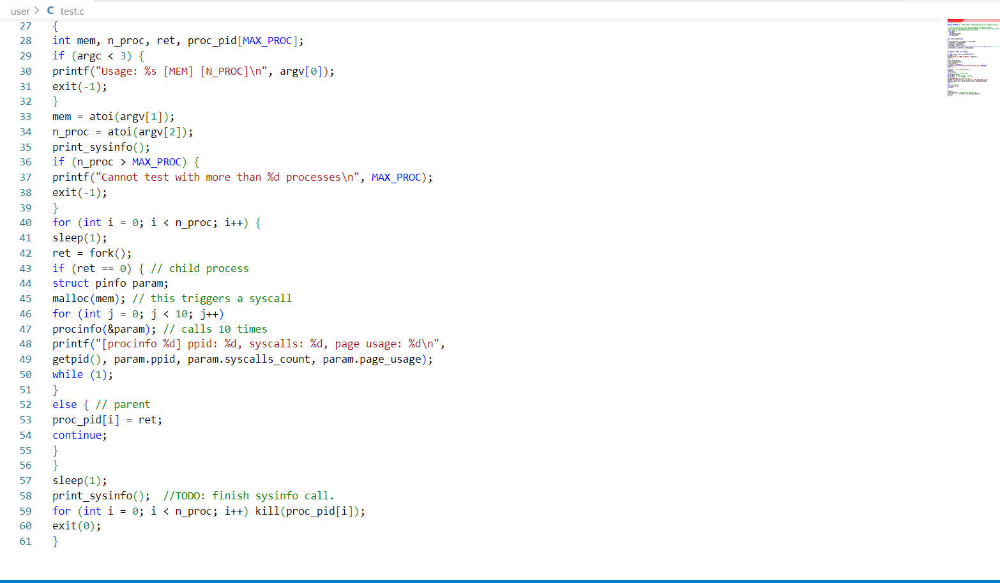 user > C test.c
27 {
28 int mem, n_proc, ret, proc_pid[MAX_PROC];
29 if (argc < 3) {
30 printf("Usage: %s [MEM] [N_PROC]\n", argv[0]);
31 exit(-1);
32 }
33 mem = atoi(argv[1]);
34 n_proc = atoi(argv[2]);
35 print_sysinfo();
36 if (n_proc > MAX_PROC) {
37 printf("Cannot test with more than %d processes\n", MAX_PROC);
38 exit(-1);
39 }
40 for (int i = 0; i < n_proc; i++) {
41 sleep(1);
42 ret = fork();
43 if (ret == 0) { // child process
44 struct pinfo param;
45 malloc(mem); // this triggers a syscall
46 for (int j = 0; j < 10; j++)
47 procinfo(&param); // calls 10 times
48 printf("[procinfo %d] ppid: %d, syscalls: %d, page usage: %d\n",
49 getpid(), param.ppid, param.syscalls_count, param.page_usage);
50 while (1);
51 }
52 else { // parent
53 proc_pid[i] = ret;
54 continue;
55 }
56 }
57 sleep(1);
58 print_sysinfo();  //TODO: finish sysinfo call.
59 for (int i = 0; i < n_proc; i++) kill(proc_pid[i]);
60 exit(0);
61 }